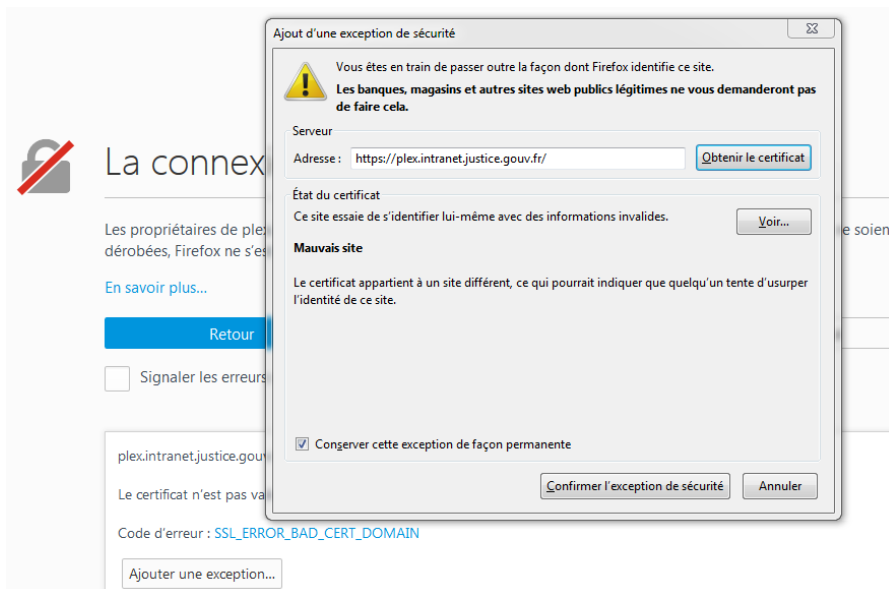 Ajout d'une exception de sécurité
Vous êtes en train de passer outre la façon dont Firefox identifie ce site.
Les banques, magasins et autres sites web publics légitimes ne vous demanderont pas
de faire cela.
Serveur
Adresse : https://plex.intranet.justice.gouv.fr/ Obtenir le certificat
État du certificat
Ce site essaie de s'identifier lui-même avec des informations invalides. Voir...
Mauvais site
Le certificat appartient à un site différent, ce qui pourrait indiquer que quelqu'un tente d'usurper
l'identité de ce site.
Conserver cette exception de façon permanente
Confirmer l'exception de sécurité Annuler
La connex
Les propriétaires de
dérobées, Firefox ne
En savoir plus...
Retour
Signaler les erreurs
plex.intranet.justice.gouv
Le certificat n'est pas va
Code d'erreur : SSL_ERROR_BAD_CERT_DOMAIN
Ajouter une exception...